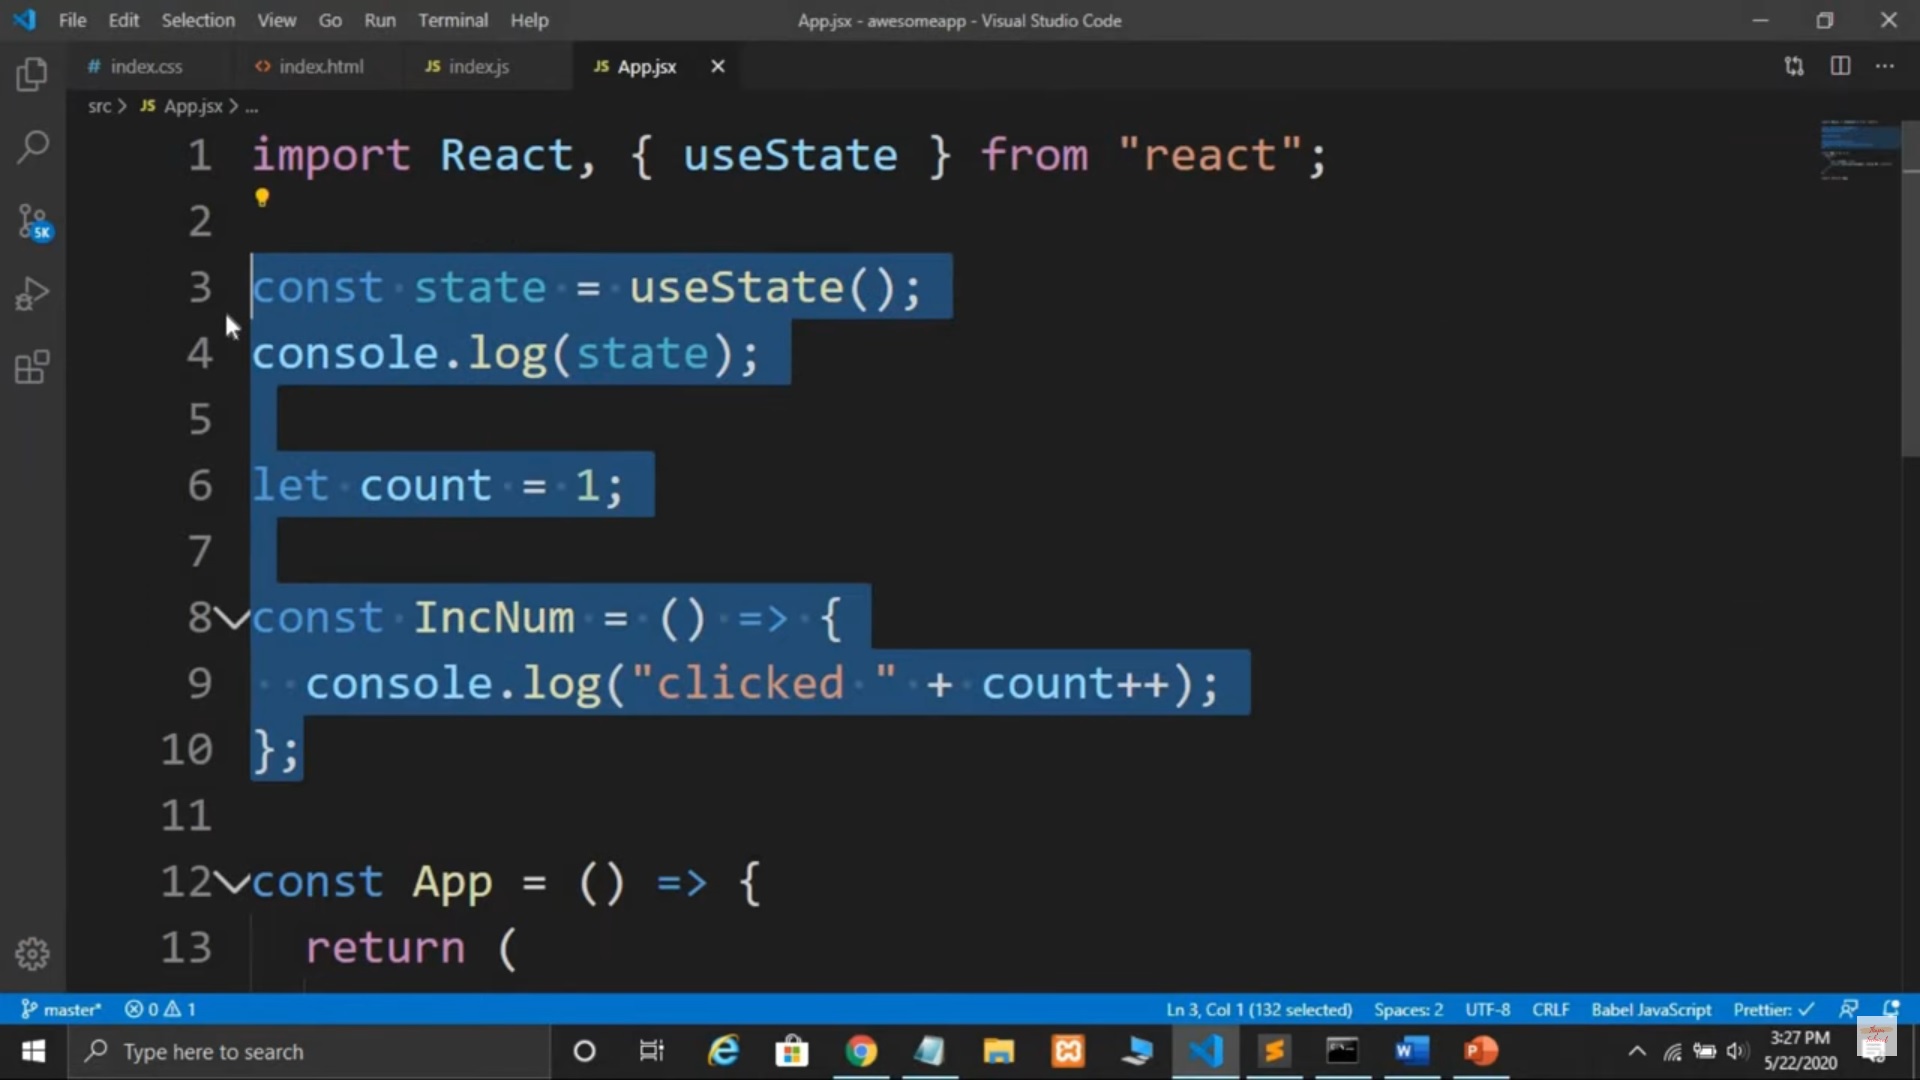 File Edit Selection View Go Run Terminal Help App.jsx - awesomeapp - Visual Studio Code
# index.css <> index.html JS index.js JS App.jsx
src > JS App.jsx > ...
1 import React, { useState } from "react";
2
3 const state = useState();
4 console.log(state);
5
6 let count = 1;
7
8 const IncNum = () => {
9 console.log("clicked " + count++);
10 };
11
12 const App = () => {
13 return (
5K
master* 0 1 Ln 3, Col 1 (132 selected) Spaces: 2 UTF-8 CRLF Babel JavaScript Prettier: ✓
Type here to search
3:27 PM
5/22/2020